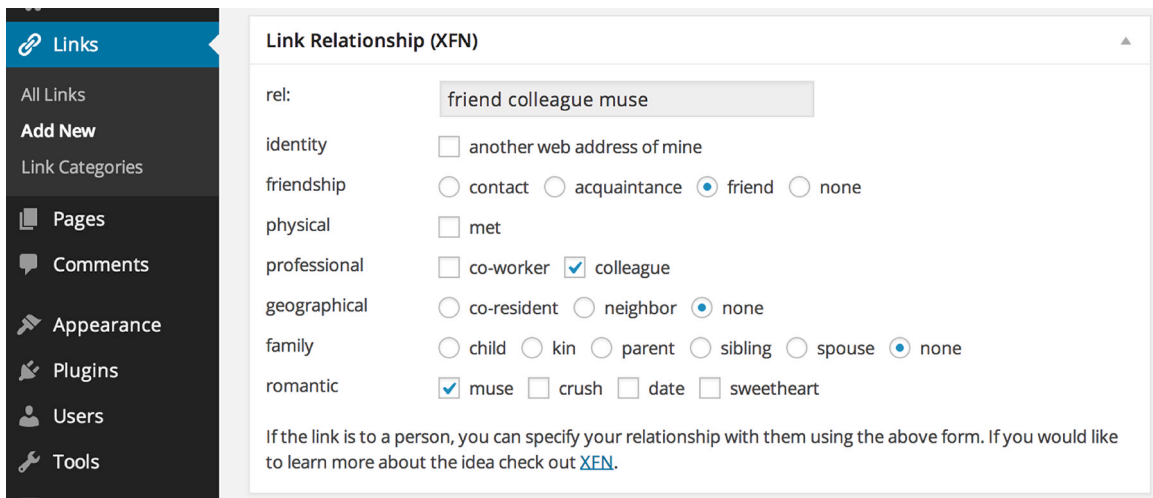 Links
All Links
Add New
Link Categories
Pages
Comments
Appearance
Plugins
Users
Tools
Link Relationship (XFN)
rel: friend colleague muse
identity another web address of mine
friendship contact acquaintance friend none
physical met
professional co-worker colleague
geographical co-resident neighbor none
family child kin parent sibling spouse none
romantic muse crush date sweetheart
If the link is to a person, you can specify your relationship with them using the above form. If you would like
to learn more about the idea check out XFN.